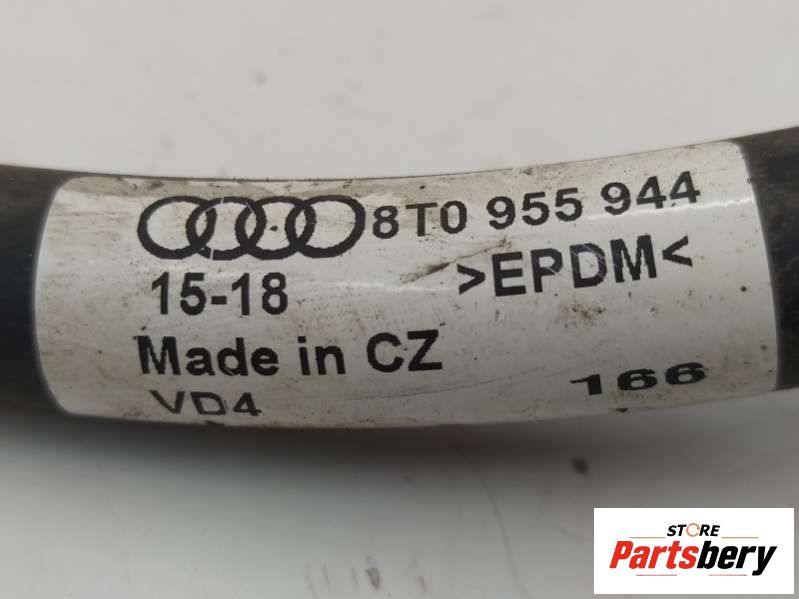 8T0 955 944
15-18 >EPDM<
Made in CZ
VD4 166
STORE
Partsbery